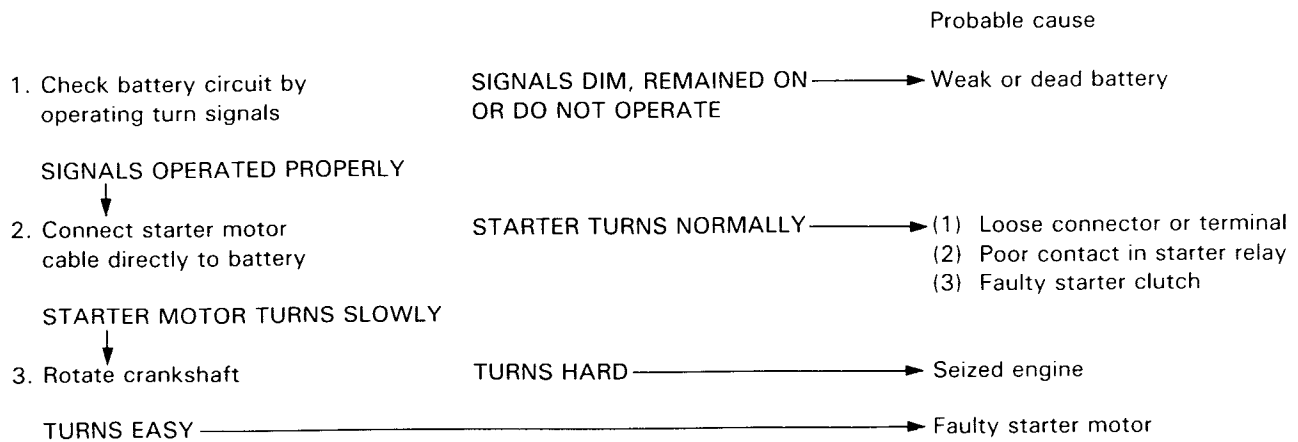 Probable cause
1. Check battery circuit by operating turn signals
SIGNALS DIM, REMAINED ON OR DO NOT OPERATE
Weak or dead battery
SIGNALS OPERATED PROPERLY
2. Connect starter motor cable directly to battery
STARTER TURNS NORMALLY
(1) Loose connector or terminal
(2) Poor contact in starter relay
(3) Faulty starter clutch
STARTER MOTOR TURNS SLOWLY
3. Rotate crankshaft
TURNS HARD
Seized engine
TURNS EASY
Faulty starter motor